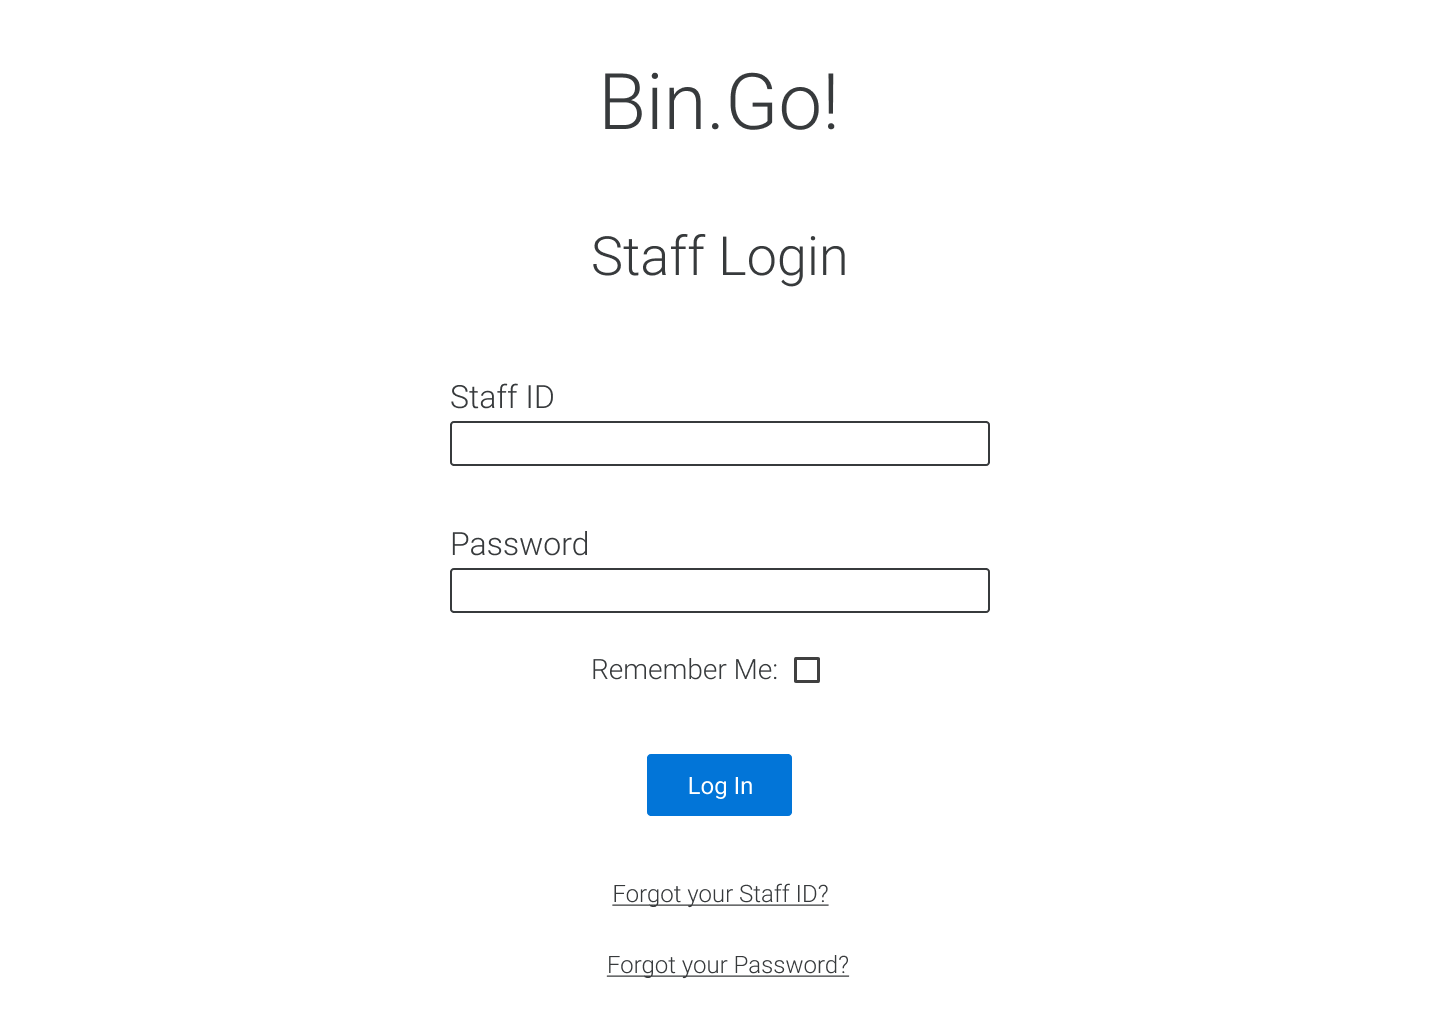 Bin.Go!
Staff Login
Staff ID
Password
Remember Me:
Log In
Forgot your Staff ID?
Forgot your Password?